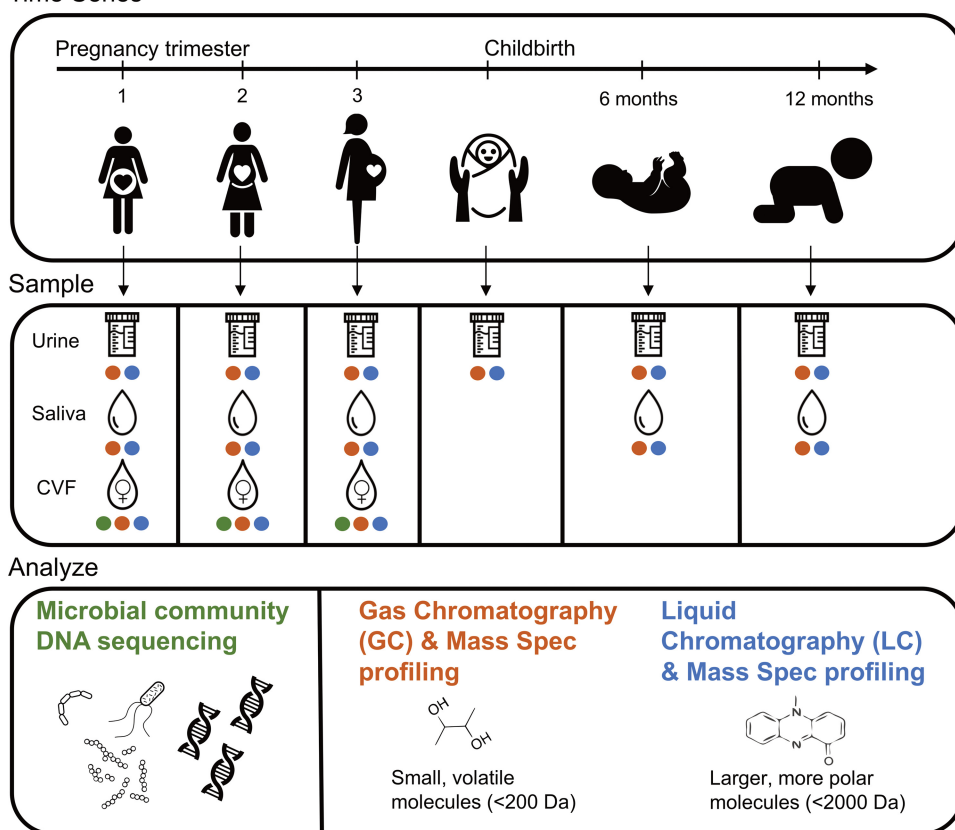 Pregnancy trimester
Childbirth
1
2
3
6 months
12 months
Sample
Urine
Saliva
CVF
Analyze
Microbial community
DNA sequencing
Gas Chromatography
(GC) & Mass Spec
profiling
OH
OH
Small, volatile
molecules (<200 Da)
Liquid
Chromatography (LC)
& Mass Spec profiling
N
N
O
Larger, more polar
molecules (<2000 Da)